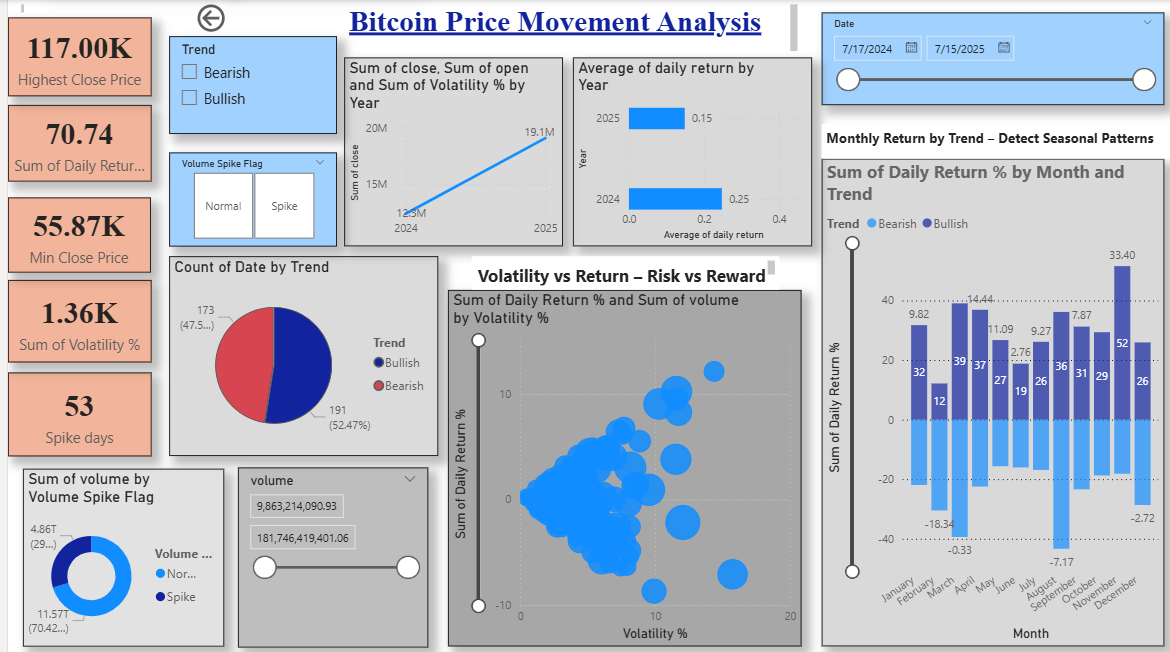 Bitcoin Price Movement Analysis
117.00K
Highest Close Price
70.74
Sum of Daily Retur...
55.87K
Min Close Price
1.36K
Sum of Volatility %
53
Spike days
Trend
Bearish
Bullish
Volume Spike Flag
Normal
Spike
Sum of close, Sum of open
and Sum of Volatility % by
Year
20M
15M
Sum of close
19.1M
12.3M
2024
2025
Average of daily return by
Year
Year
2025
0.15
2024
0.25
0.0
0.2
0.4
Average of daily return
Date
7/17/2024
7/15/2025
Monthly Return by Trend – Detect Seasonal Patterns
Sum of Daily Return % by Month and
Trend
Trend
Bearish
Bullish
Sum of Daily Return %
40
20
0
-20
-40
9.82
14.44
11.09
2.76
9.27
7.87
33.40
32
12
39
37
27
19
26
36
31
29
52
26
-18.34
-0.33
-7.17
-2.72
January
February
March
April
May
June
July
August
September
October
November
December
Month
Count of Date by Trend
173
(47.5...)
191
(52.47%)
Trend
Bullish
Bearish
Volatility vs Return – Risk vs Reward
Sum of Daily Return % and Sum of volume
by Volatility %
Sum of Daily Return %
10
0
-10
0
10
20
Volatility %
Sum of volume by
Volume Spike Flag
4.86T
(29...)
11.57T
(70.42...)
Volume ...
Nor...
Spike
volume
9,863,214,090.93
181,746,419,401.06